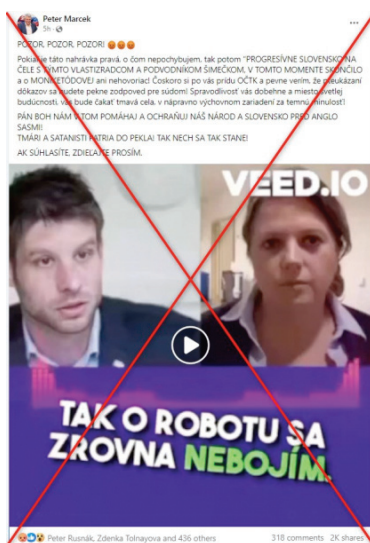 Peter Marcek
5h
POZOR, POZOR, POZOR!
Pokiaľ je táto nahrávka pravá, o čom nepochybujem, tak potom "PROGRESÍVNE SLOVENSKO NA
ČELE S TÝMTO VLASTIZRADCOM A PODVODNÍKOM ŠIMEČKOM, V TOMTO MOMENTE SKONČILO
a o MONIKE TÓDOVEJ ani nehovoriac! Čoskoro si po vás prídu OČTK a pevne verím, že preukázaní
dôkazov sa budete pekne zodpoved pre súdom! Spravodlivosť vás dobehne a miesto svetlej
budúcnosti, vás bude čakať tmavá cela, v nápravno výchovnom zariadení za temnú minulosť!
PÁN BOH NÁM V TOM POMÁHAJ A OCHRAŇUJ NÁŠ NÁROD A SLOVENSKO PRED ANGLO
SASMI!
TMÁRI A SATANISTI PATRIA DO PEKLA! TAK NECH SA TAK STANE!
AK SÚHLASÍTE, ZDIEĽAJTE PROSÍM.
VEED.IO
TAK O ROBOTU SA
ZROVNA NEBOJÍM.
Peter Rusnák, Zdenka Tolnayova and 436 others 318 comments 2K shares